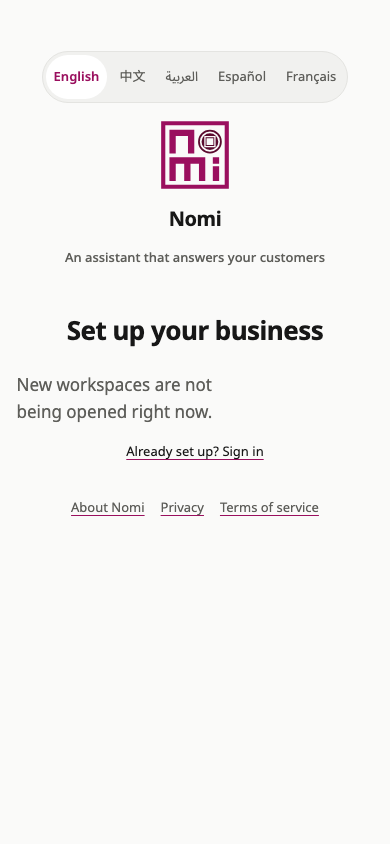 English 中文 العربية Español Français
nomi
Nomi
An assistant that answers your customers
Set up your business
New workspaces are not
being opened right now.
Already set up? Sign in
About Nomi Privacy Terms of service